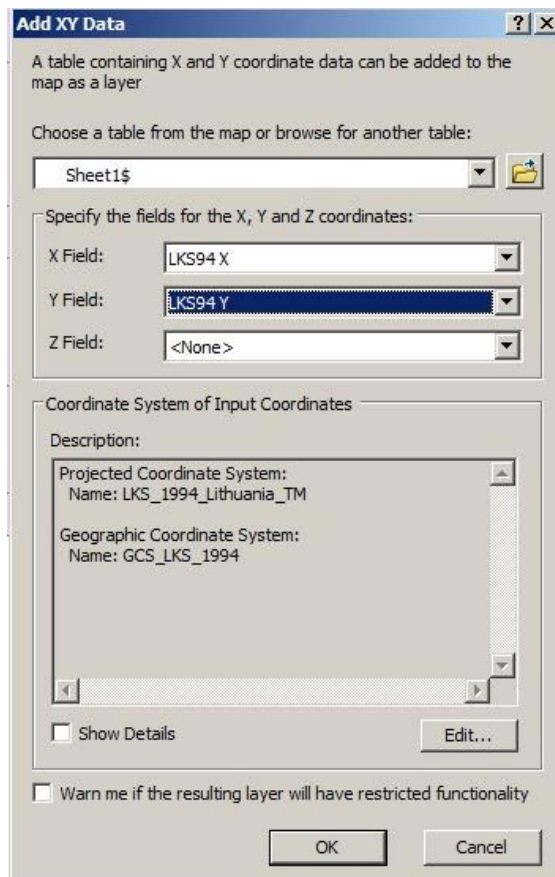 Add XY Data
A table containing X and Y coordinate data can be added to the
map as a layer
Choose a table from the map or browse for another table:
Sheet1$
Specify the fields for the X, Y and Z coordinates:
X Field:
LKS94 X
Y Field:
LKS94 Y
Z Field:
<None>
Coordinate System of Input Coordinates
Description:
Projected Coordinate System:
Name: LKS_1994_Lithuania_TM
Geographic Coordinate System:
Name: GCS_LKS_1994
Show Details
Edit...
Warn me if the resulting layer will have restricted functionality
OK
Cancel